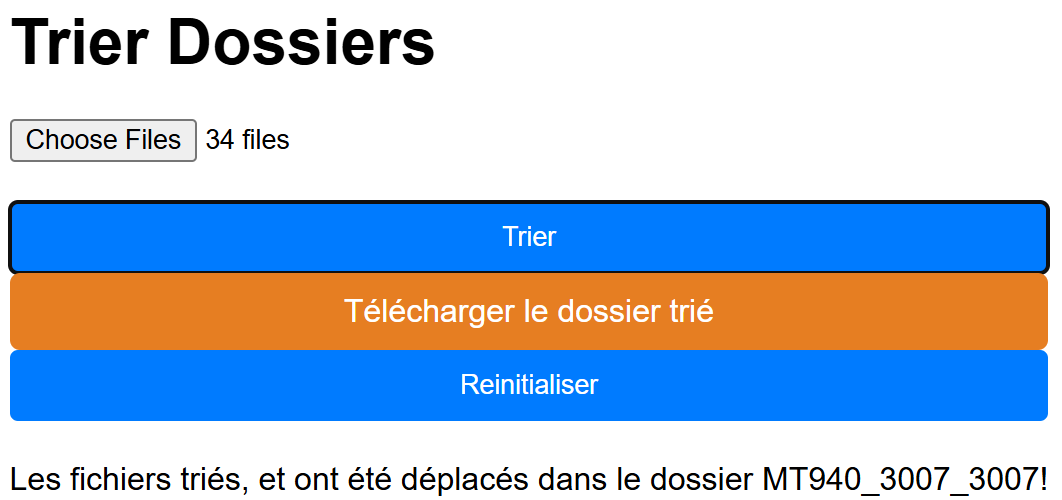 Trier Dossiers
Choose Files 34 files
Trier
Télécharger le dossier trié
Reinitialiser
Les fichiers triés, et ont été déplacés dans le dossier MT940_3007_3007!